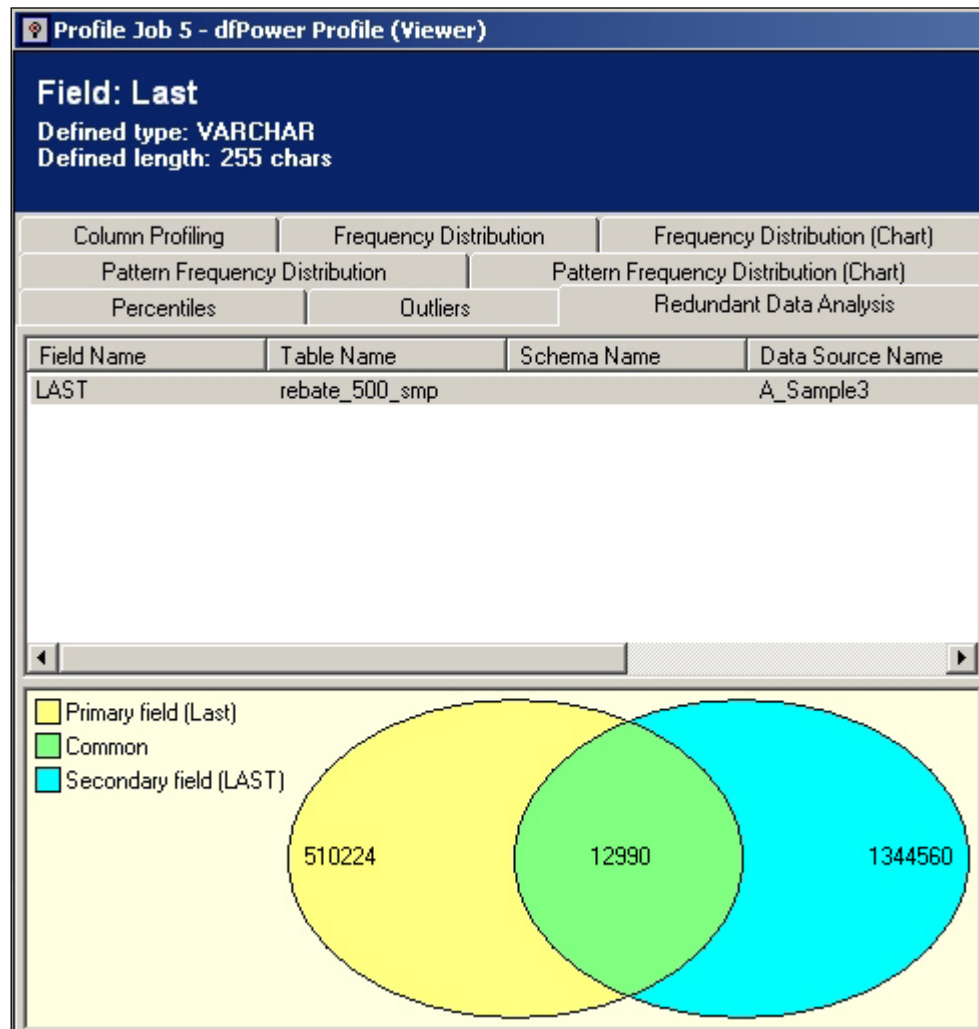 Profile Job 5 - dfPower Profile (Viewer)
Field: Last
Defined type: VARCHAR
Defined length: 255 chars
Column Profiling Frequency Distribution Frequency Distribution (Chart)
Pattern Frequency Distribution Pattern Frequency Distribution (Chart)
Percentiles Outliers Redundant Data Analysis
Field Name Table Name Schema Name Data Source Name
LAST rebate_500_smp A_Sample3
Primary field (Last)
Common
Secondary field (LAST)
510224 12990 1344560